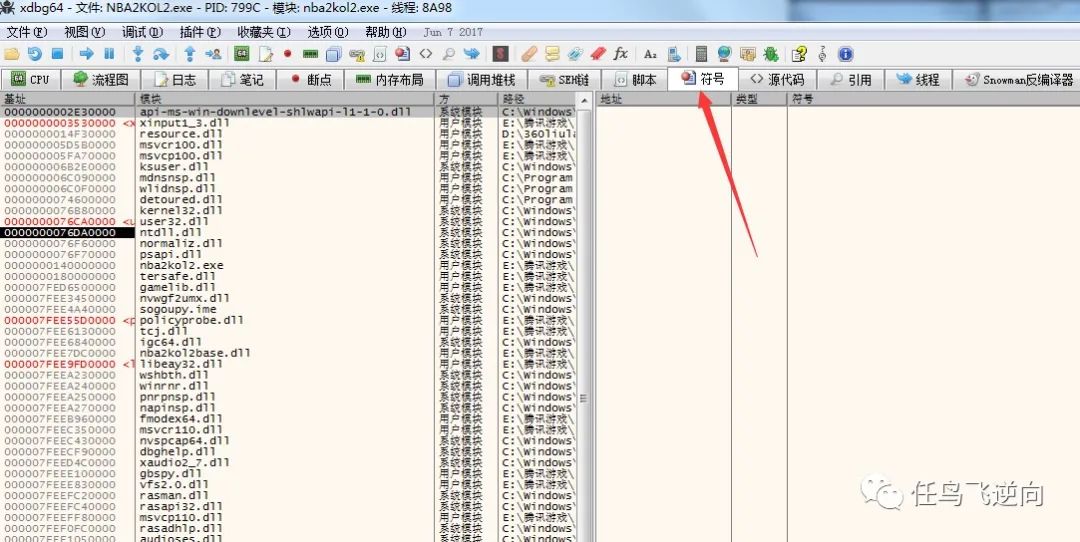 xdbg64 - 文件: NBA2KOL2.exe - PID: 799C - 模块: nba2kol2.exe - 线程: 8A98
文件(F) 视图(V) 调试(D) 插件(P) 收藏夹(I) 选项(O) 帮助(H) Jun 7 2017
CPU 流程图 日志 笔记 断点 内存布局 调用堆栈 SEH链 脚本 符号 源代码 引用 线程 Snowman反编译器
基址 模块 方 路径 地址 类型 符号
0000000002E30000 api-ms-win-downlevel-shlwapi-l1-1-0.dll 系统模块 C:\Windows\
0000000003530000 <x xinput1_3.dll 用户模块 E:\腾讯游戏\
00000000014F30000 resource.dll 用户模块 D:\360liula
000000005D5B0000 msvcr100.dll 用户模块 E:\腾讯游戏\
000000005FA70000 msvcp100.dll 用户模块 E:\腾讯游戏\
000000006B2E0000 ksuser.dll 系统模块 C:\Windows\
000000006C090000 mdnsnsp.dll 用户模块 C:\Program
000000006C0F0000 wlidnsp.dll 用户模块 C:\Program
0000000074600000 detoured.dll 用户模块 C:\Program
0000000076B80000 kernel32.dll 系统模块 C:\Windows\
0000000076CA0000 <u user32.dll 系统模块 C:\Windows\
0000000076DA0000 ntdll.dll 系统模块 C:\Windows\
0000000076F60000 normaliz.dll 系统模块 C:\Windows\
0000000076F70000 psapi.dll 系统模块 C:\Windows\
0000000140000000 nba2kol2.exe 用户模块 E:\腾讯游戏\
0000000180000000 tersafe.dll 用户模块 E:\腾讯游戏\
000007FED6500000 gamelib.dll 用户模块 E:\腾讯游戏\
000007FEE3450000 nvwgf2umx.dll 系统模块 C:\Windows\
000007FEE4A40000 sogoupy.ime 系统模块 C:\Windows\
000007FEE55D0000 <p policyprobe.dll 用户模块 E:\腾讯游戏\
000007FEE6130000 tcj.dll 用户模块 E:\腾讯游戏\
000007FEE6840000 igc64.dll 系统模块 C:\Windows\
000007FEE7DC0000 nba2kol2base.dll 用户模块 E:\腾讯游戏\
000007FEE9FD0000 <l libeay32.dll 用户模块 E:\腾讯游戏\
000007FEEA230000 wshbth.dll 系统模块 C:\Windows\
000007FEEA240000 winrnr.dll 系统模块 C:\Windows\
000007FEEA250000 pnrpnsp.dll 系统模块 C:\Windows\
000007FEEA270000 napinsp.dll 系统模块 C:\Windows\
000007FEEB960000 fmodex64.dll 用户模块 E:\腾讯游戏\
000007FEEC350000 msvcr110.dll 用户模块 E:\腾讯游戏\
000007FEEC430000 nvspcap64.dll 系统模块 C:\Windows\
000007FEECF90000 dbghelp.dll 系统模块 C:\Windows\
000007FEED4C0000 xaudio2_7.dll 系统模块 C:\Windows\
000007FEEE100000 gbspy.dll 用户模块 E:\腾讯游戏\
000007FEEE830000 vfs2.0.dll 用户模块 E:\腾讯游戏\
000007FEEFC20000 rasman.dll 系统模块 C:\Windows\
000007FEEFC40000 rasapi32.dll 系统模块 C:\Windows\
000007FEEFF80000 msvcp110.dll 用户模块 E:\腾讯游戏\
000007FEF0FC0000 rasadhlp.dll 系统模块 C:\Windows\
000007FEF1050000 audioses.dll 系统模块 C:\Windows\
任鸟飞逆向